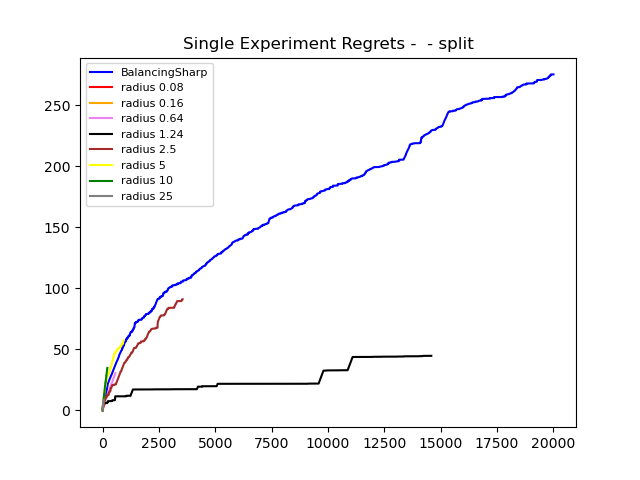 Single Experiment Regrets -  - split
BalancingSharp
radius 0.08
radius 0.16
radius 0.64
radius 1.24
radius 2.5
radius 5
radius 10
radius 25
250
200
150
100
50
0
0 2500 5000 7500 10000 12500 15000 17500 20000